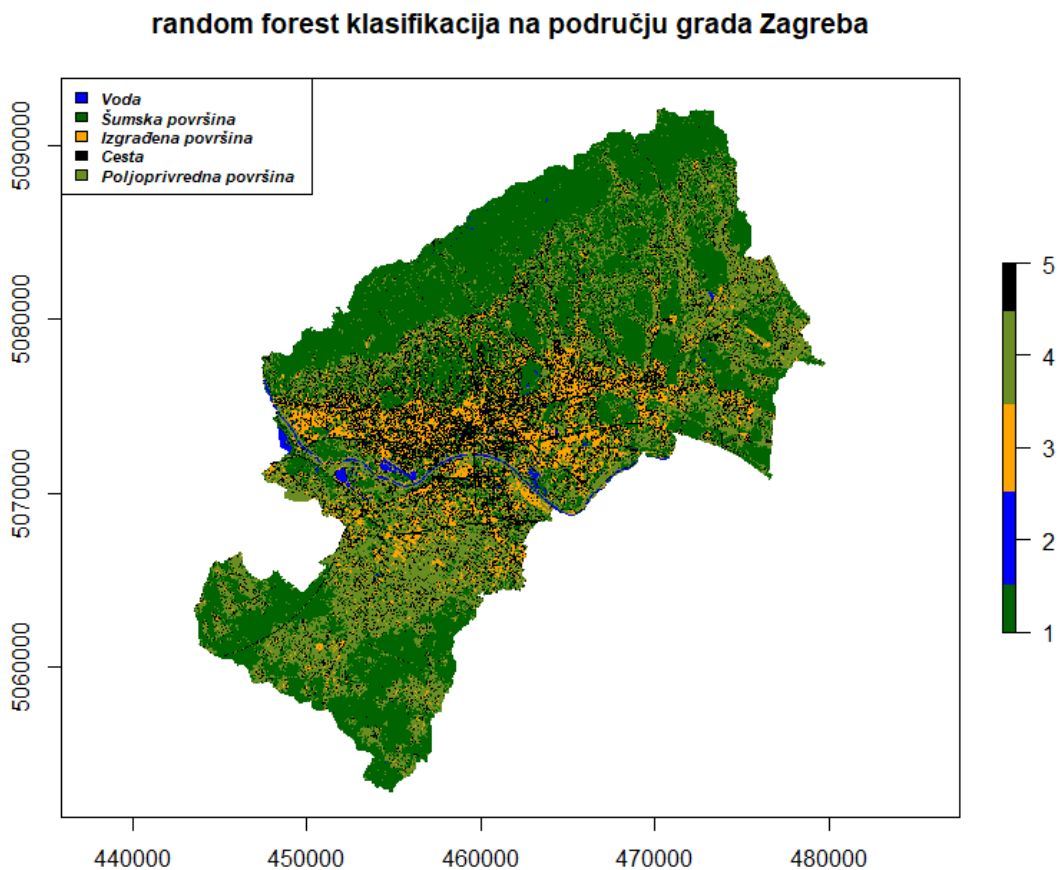 random forest klasifikacija na području grada Zagreba
Voda
Šumska površina
Izgrađena površina
Cesta
Poljoprivredna površina
5090000
5080000
5070000
5060000
440000 450000 460000 470000 480000
5
4
3
2
1